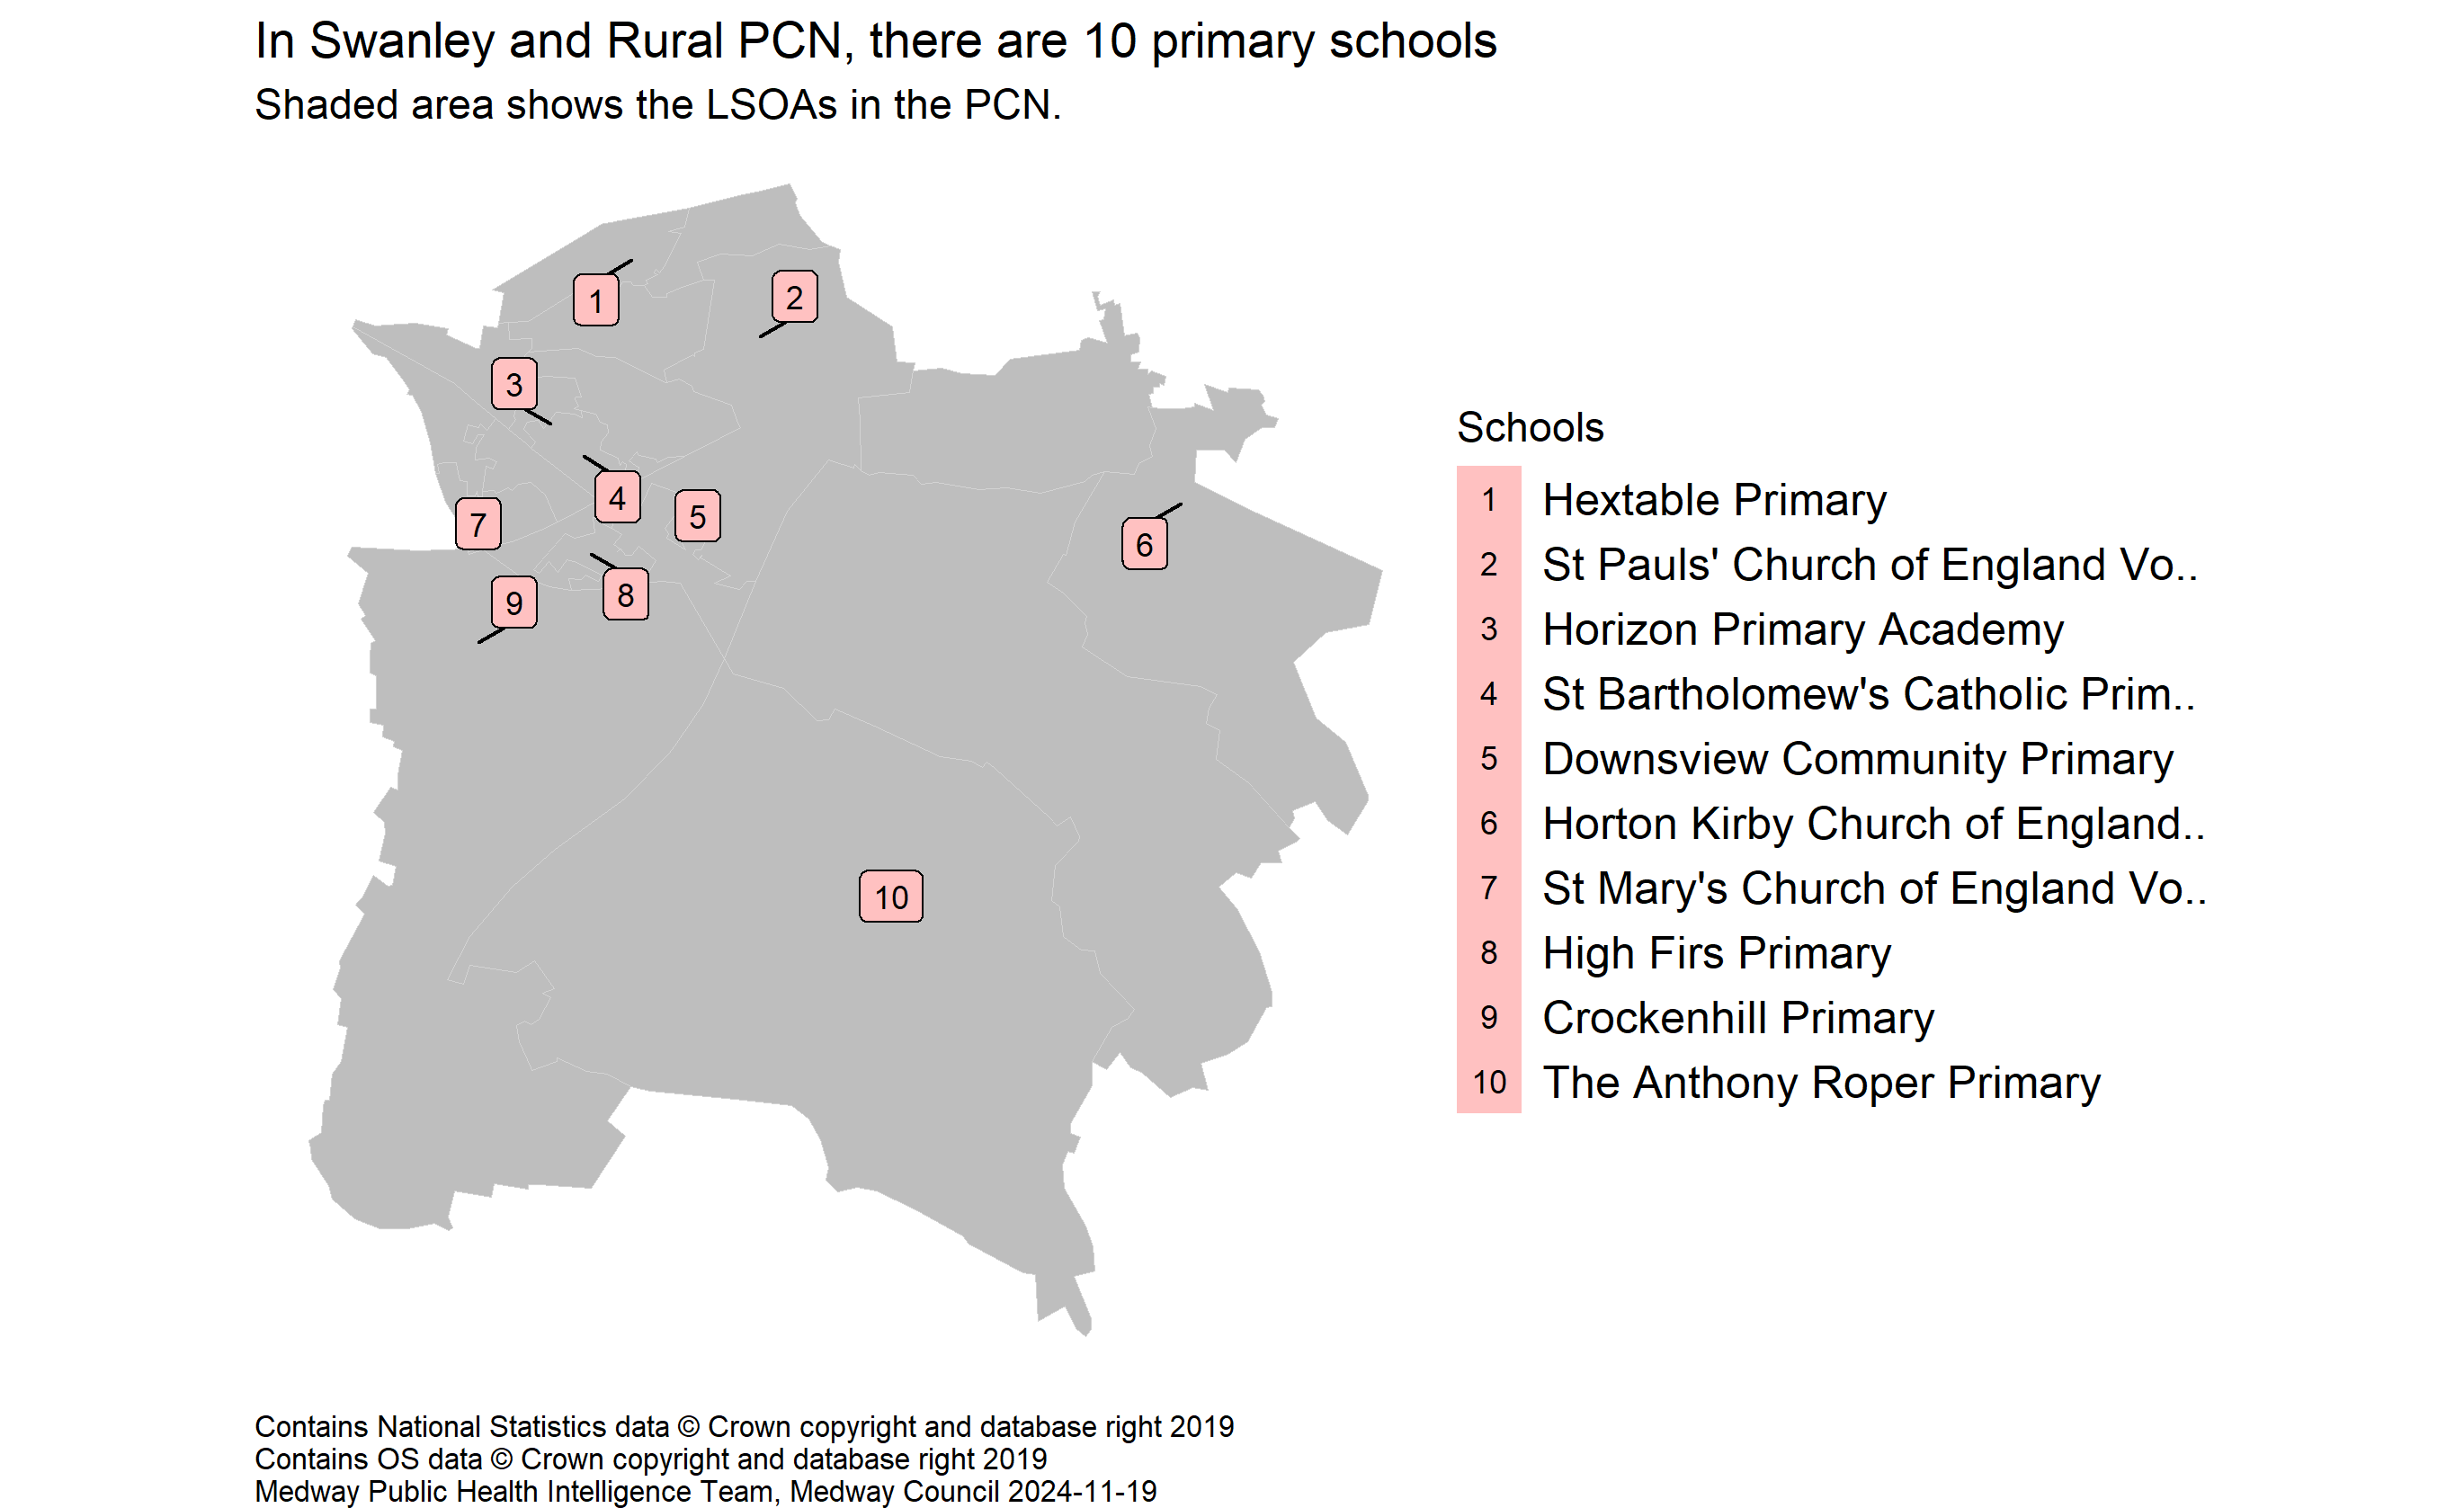 In Swanley and Rural PCN, there are 10 primary schools
Shaded area shows the LSOAs in the PCN.
1
2
3
4
5
6
7
8
9
10
Schools
1 Hextable Primary
2 St Pauls' Church of England Vo..
3 Horizon Primary Academy
4 St Bartholomew's Catholic Prim..
5 Downsview Community Primary
6 Horton Kirby Church of England..
7 St Mary's Church of England Vo..
8 High Firs Primary
9 Crockenhill Primary
10 The Anthony Roper Primary
Contains National Statistics data © Crown copyright and database right 2019
Contains OS data © Crown copyright and database right 2019
Medway Public Health Intelligence Team, Medway Council 2024-11-19